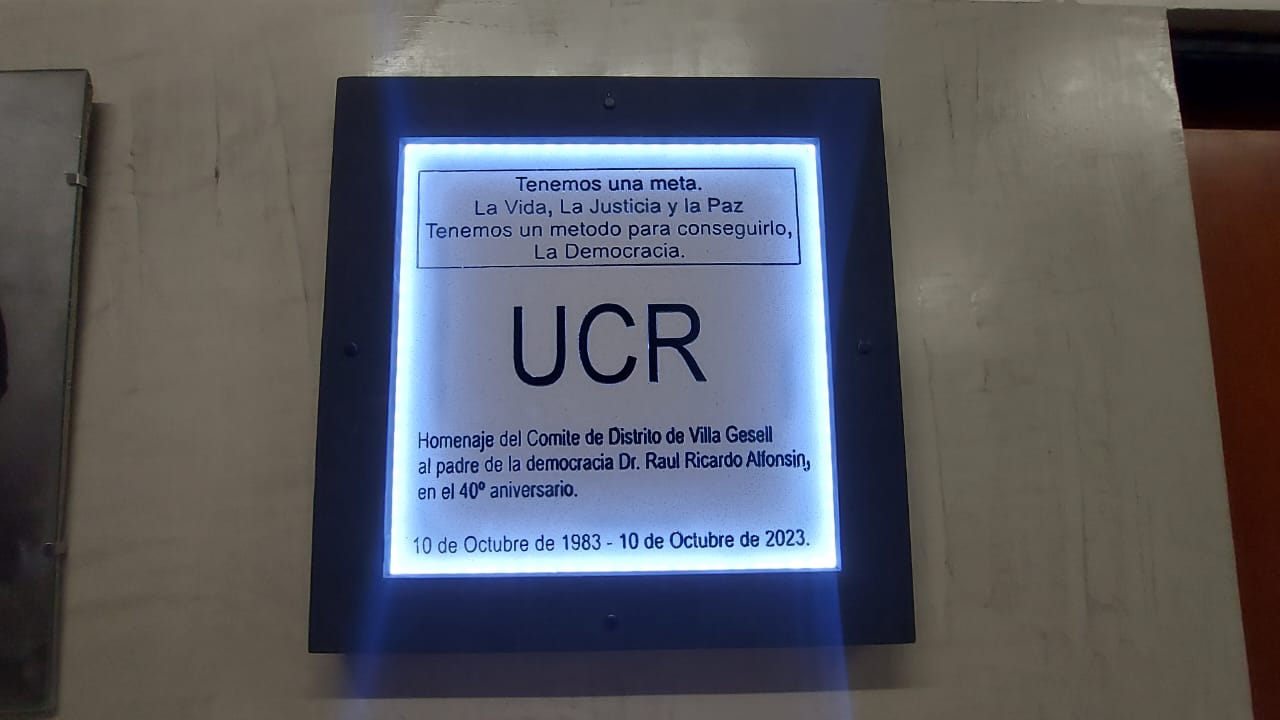 Tenemos una meta.
La Vida, La Justicia y la Paz
Tenemos un metodo para conseguirlo,
La Democracia.
UCR
Homenaje del Comite de Distrito de Villa Gesell
al padre de la democracia Dr. Raul Ricardo Alfonsin,
en el 40º aniversario.
10 de Octubre de 1983 - 10 de Octubre de 2023.